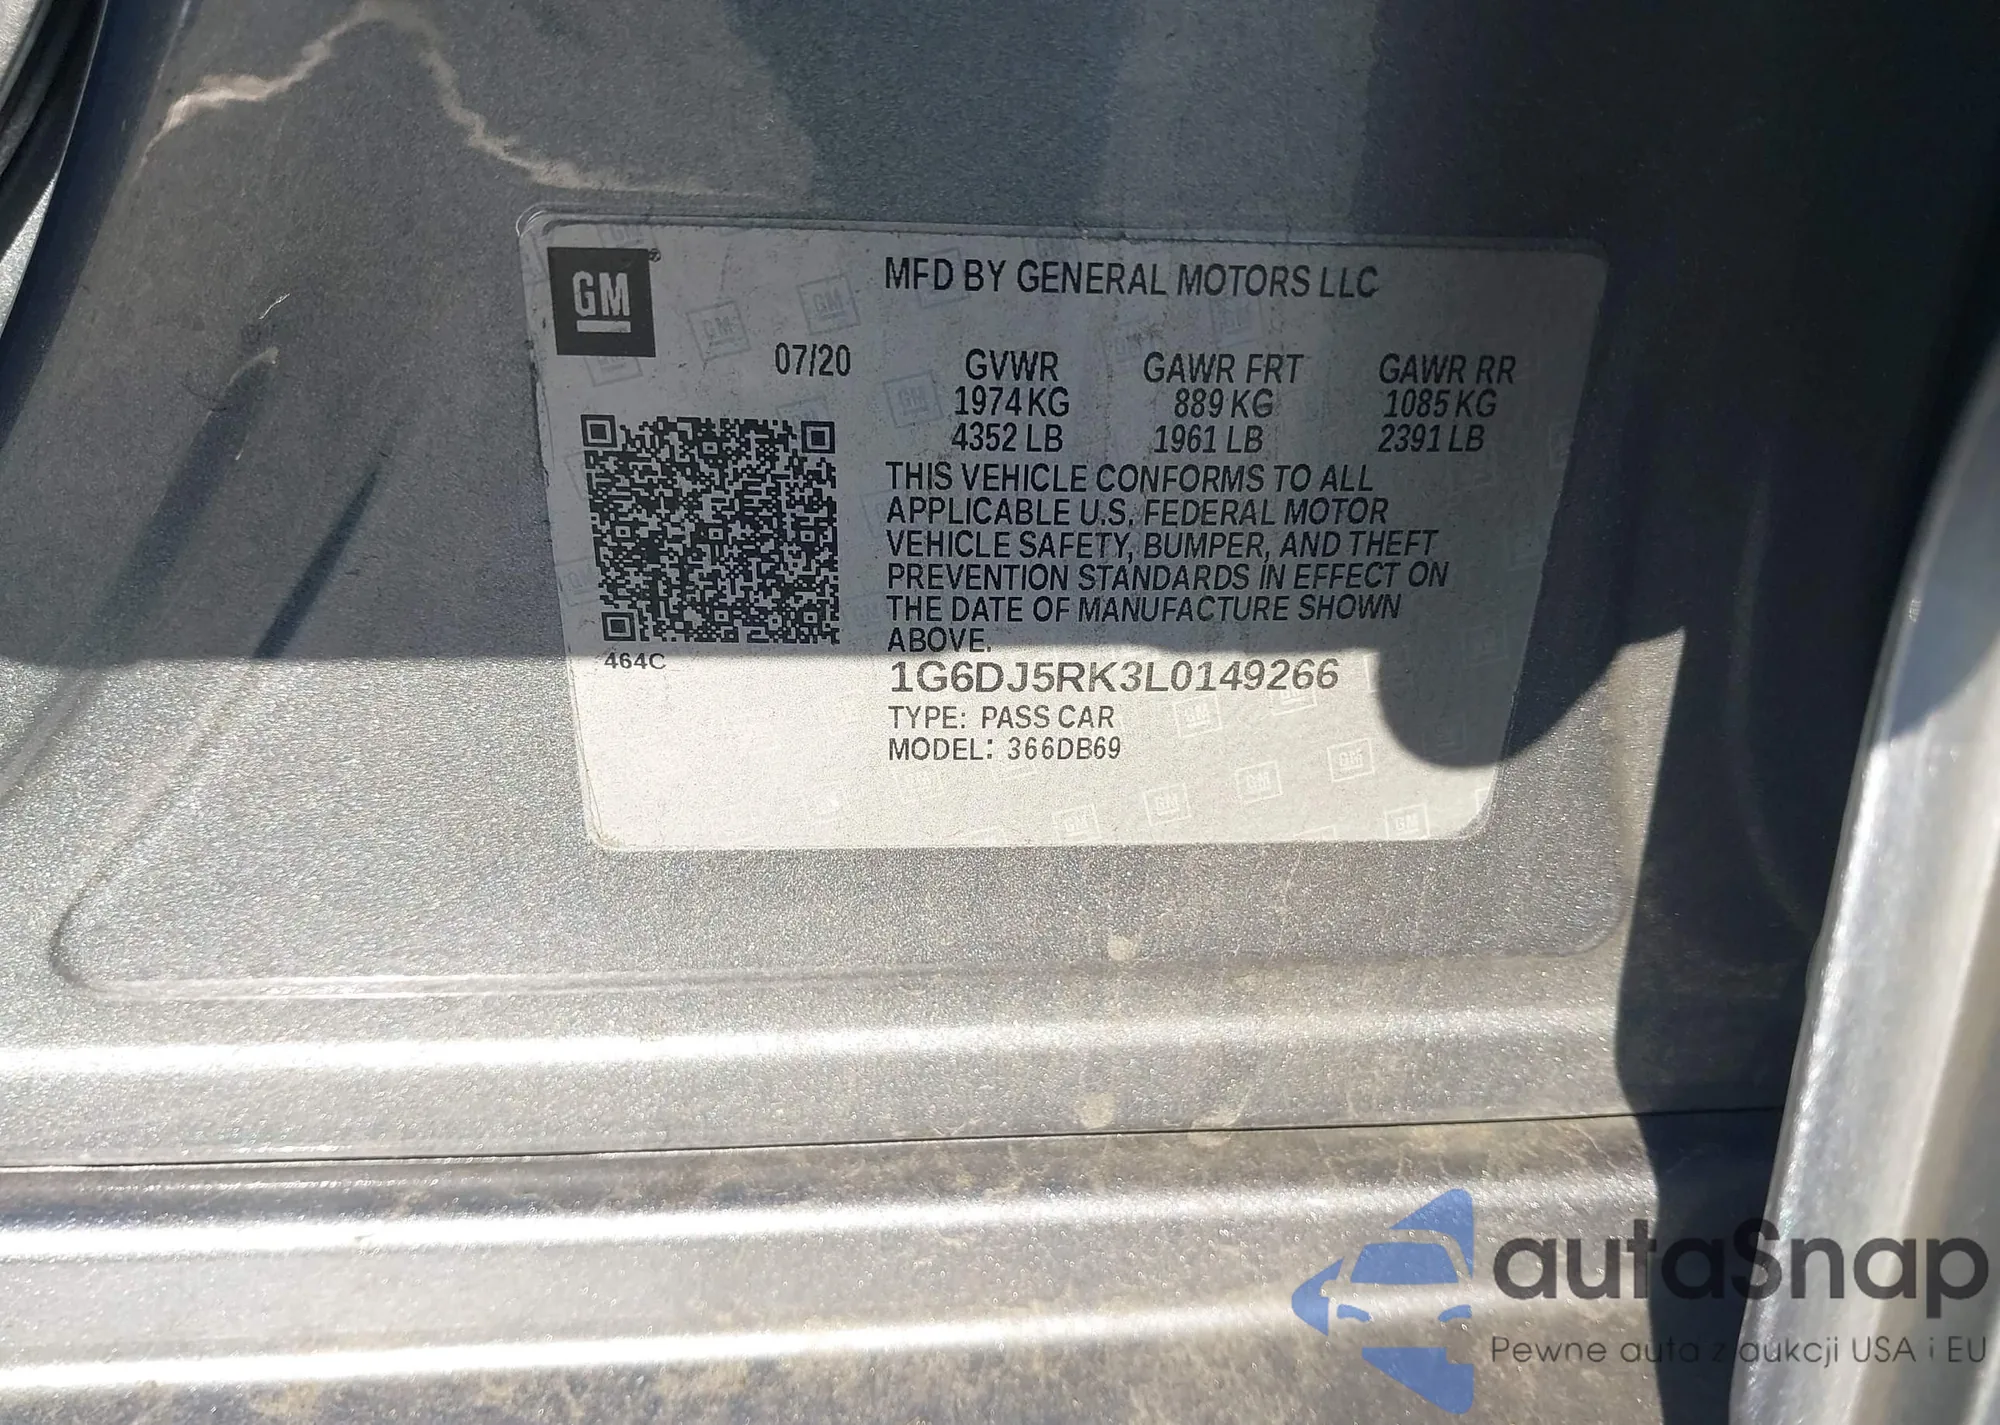 GM
MFD BY GENERAL MOTORS LLC
07/20 GVWR GAWR FRT GAWR RR
1974 KG 889 KG 1085 KG
4352 LB 1961 LB 2391 LB
THIS VEHICLE CONFORMS TO ALL
APPLICABLE U.S. FEDERAL MOTOR
VEHICLE SAFETY, BUMPER, AND THEFT
PREVENTION STANDARDS IN EFFECT ON
THE DATE OF MANUFACTURE SHOWN
ABOVE.
464C
1G6DJ5RK3L0149266
TYPE: PASS CAR
MODEL: 366DB69
autaSnap
Pewne auta z aukcji USA i EU